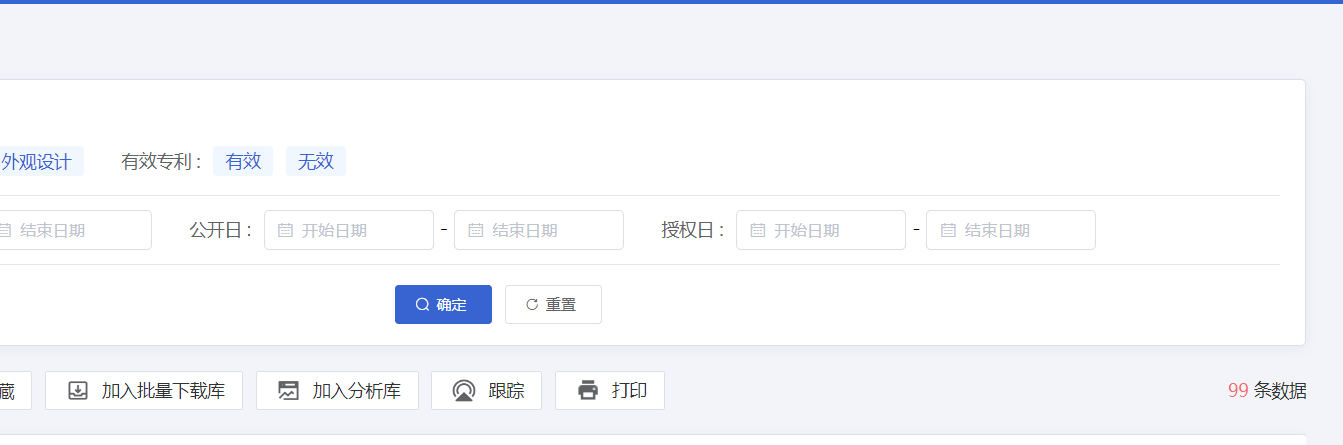 外观设计 有效专利： 有效 无效
结束日期 公开日： 开始日期 - 结束日期 授权日： 开始日期 - 结束日期
确定 重置
藏 加入批量下载库 加入分析库 跟踪 打印 99 条数据